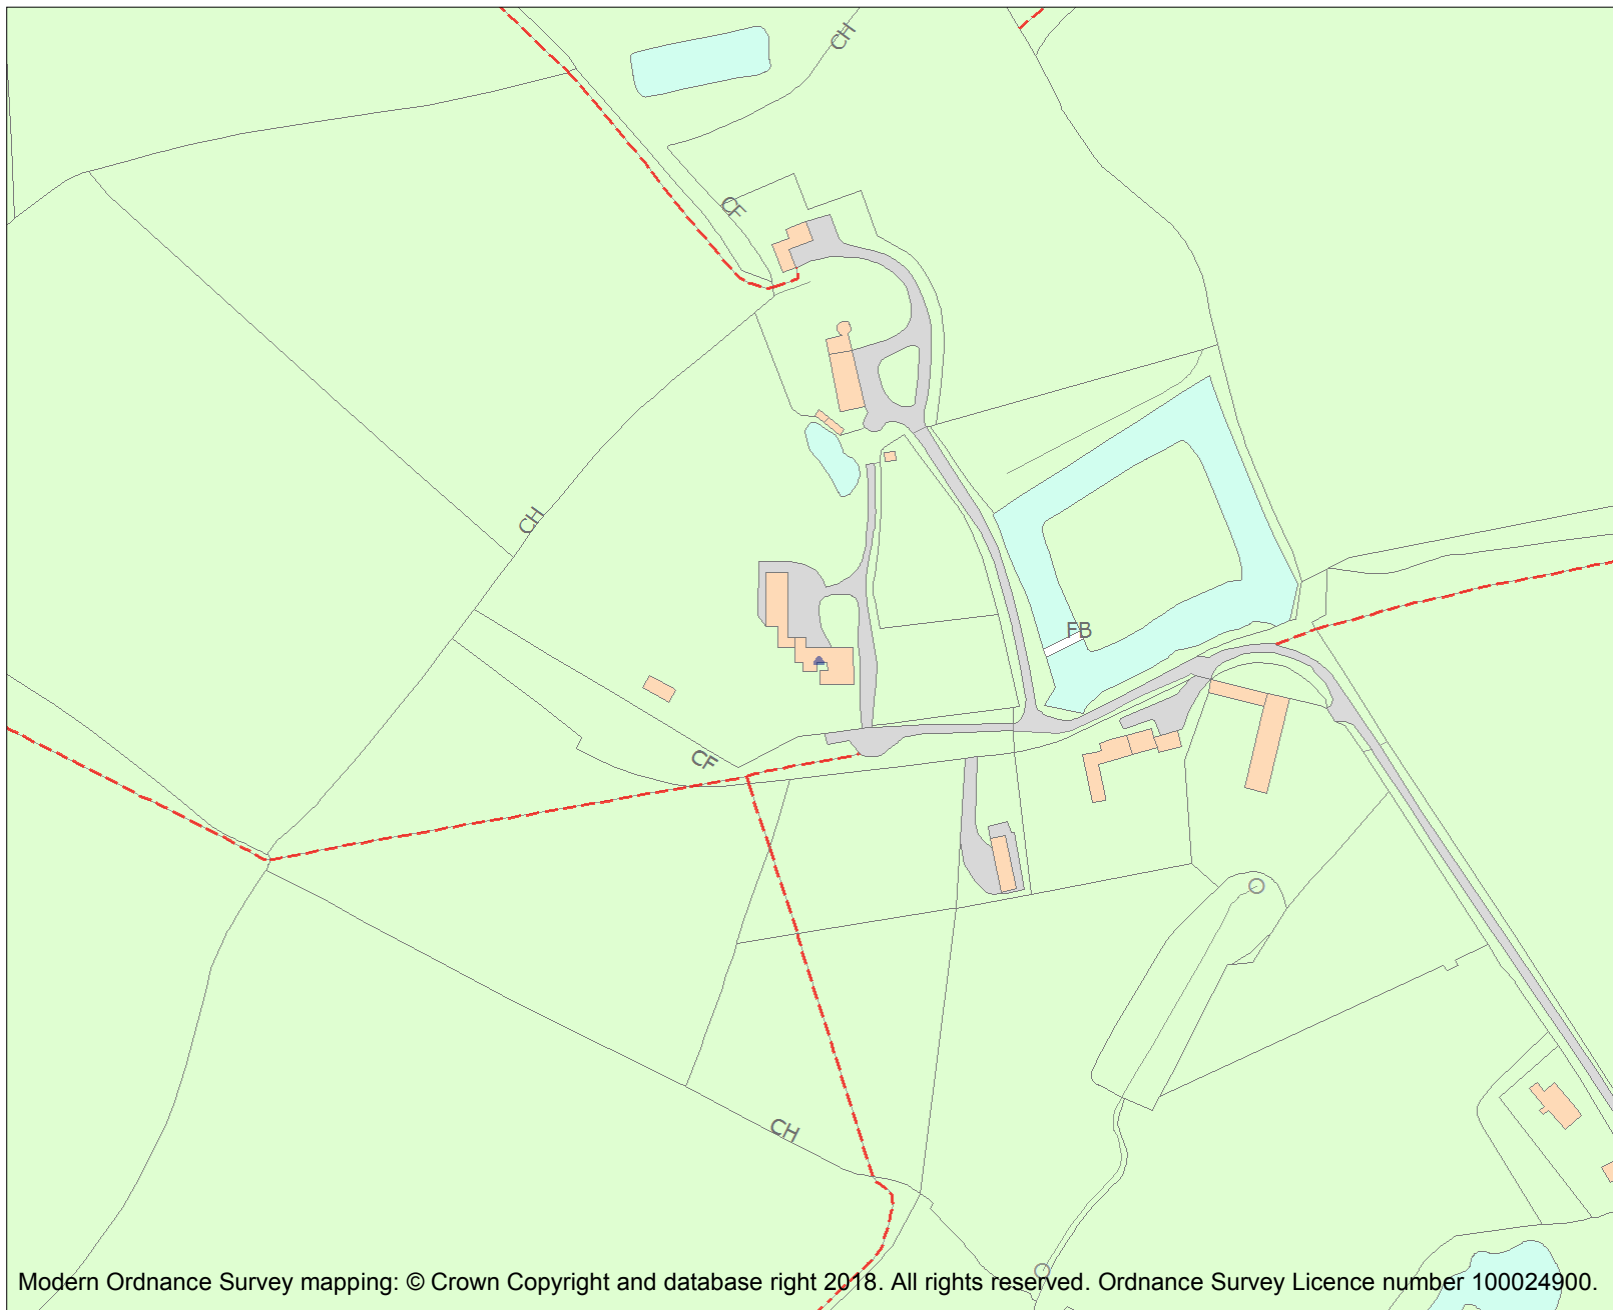 CH
CF
CH
FB
CF
CH
Modern Ordnance Survey mapping: © Crown Copyright and database right 2018. All rights reserved. Ordnance Survey Licence number 100024900.